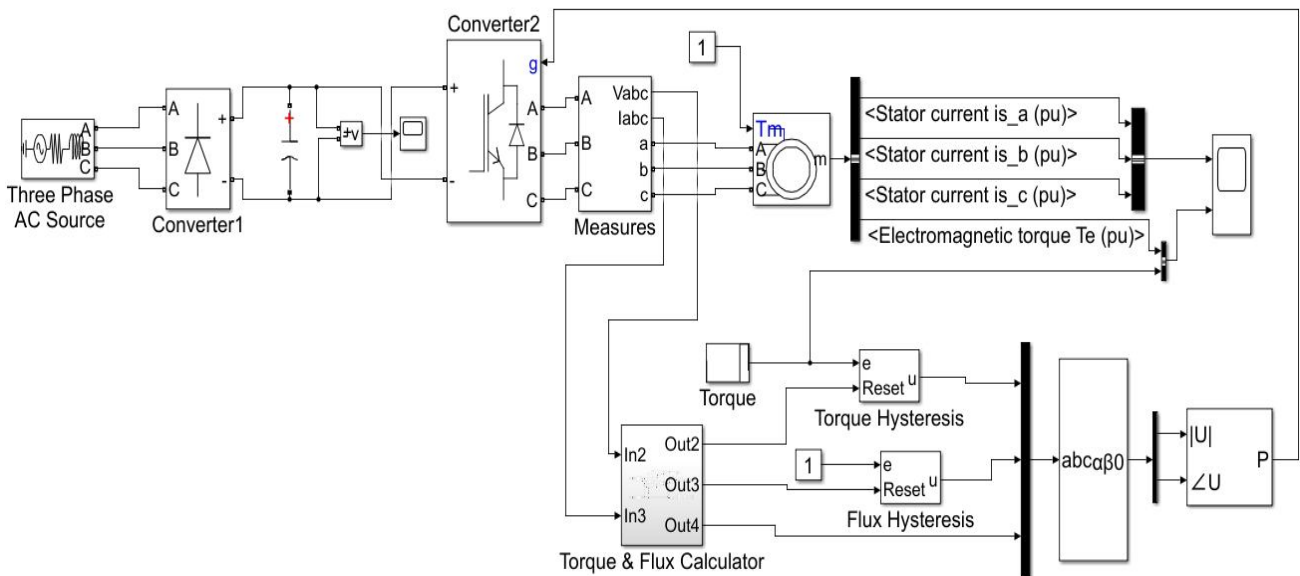 Converter2
g
+
-
A
B
C
1
Vabc
Iabc
A
B
C
a
b
c
Measures
Tm
A
B
C
m
<Stator current is_a (pu)>
<Stator current is_b (pu)>
<Stator current is_c (pu)>
<Electromagnetic torque Te (pu)>
A
B
C
Three Phase
AC Source
A
B
C
+
-
Converter1
+
+v
-
Torque
e
Reset
u
Torque Hysteresis
1
e
Reset
u
Flux Hysteresis
In2
In3
Out2
Out3
Out4
Torque & Flux Calculator
abcαβ0
|U|
∠U
P